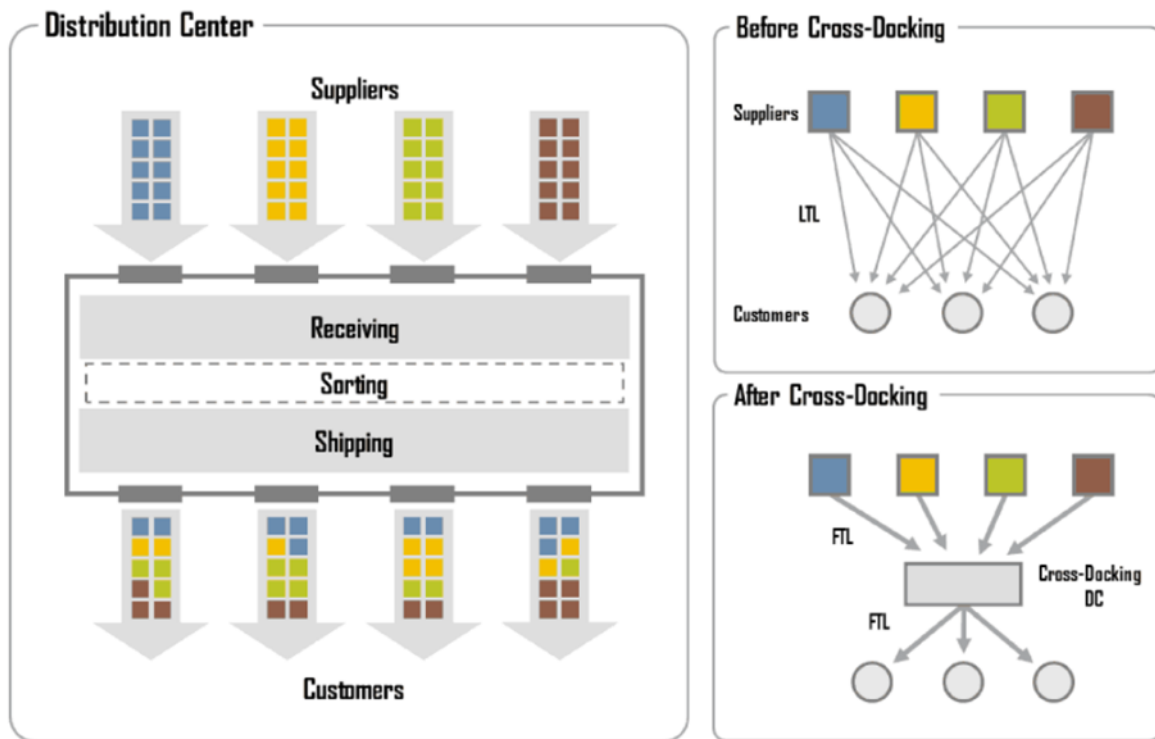 Distribution Center
Suppliers
Receiving
Sorting
Shipping
Customers
Before Cross-Docking
Suppliers
LTL
Customers
After Cross-Docking
FTL
Cross-Docking
DC
FTL